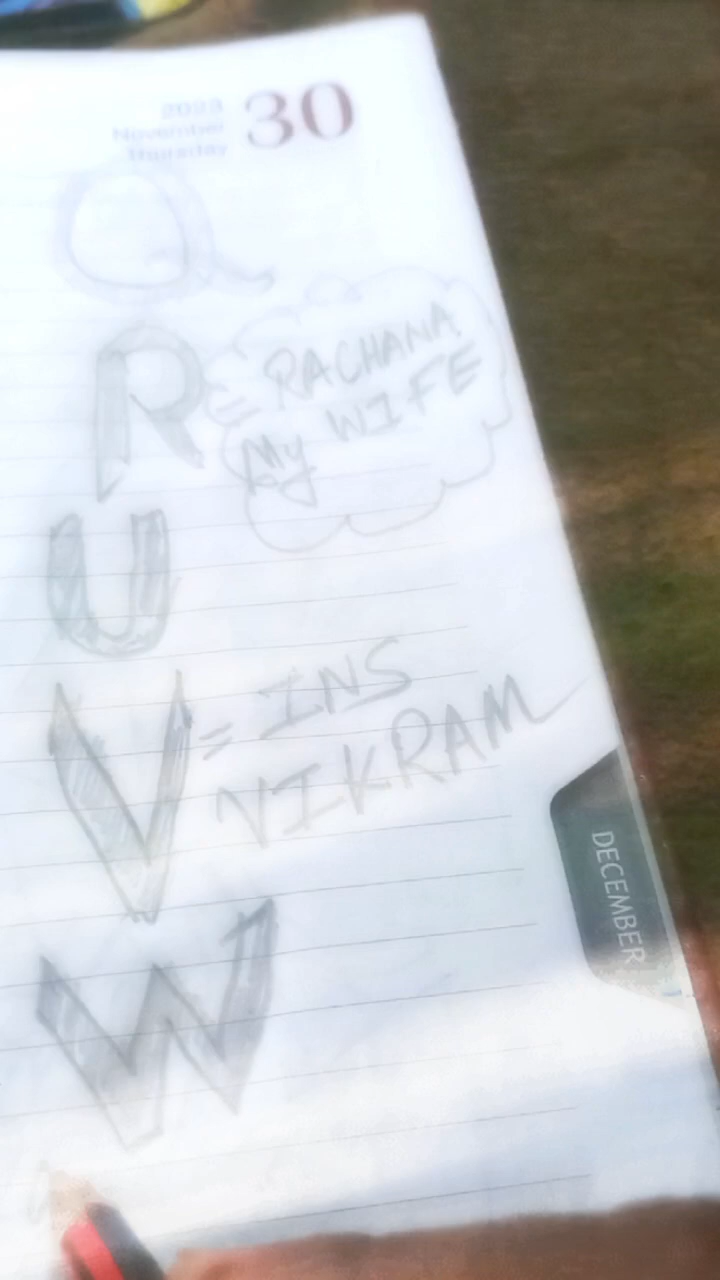 2023
November
Thursday
30
Q
R = RACHANA
My WIFE
U
V = INS
VIKRAM
DECEMBER
W